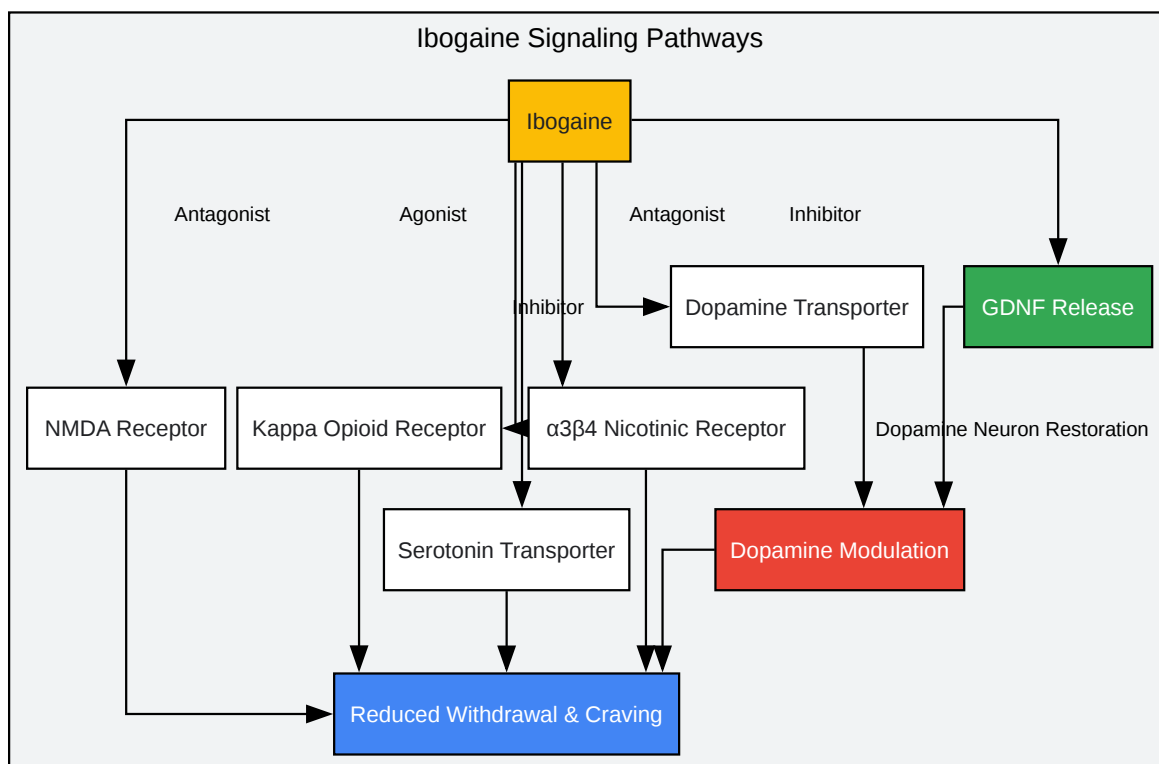 Ibogaine Signaling Pathways
Ibogaine
Antagonist
Agonist
Antagonist
Inhibitor
Inhibitor
Dopamine Transporter
GDNF Release
NMDA Receptor
Kappa Opioid Receptor
α3β4 Nicotinic Receptor
Dopamine Neuron Restoration
Serotonin Transporter
Dopamine Modulation
Reduced Withdrawal & Craving